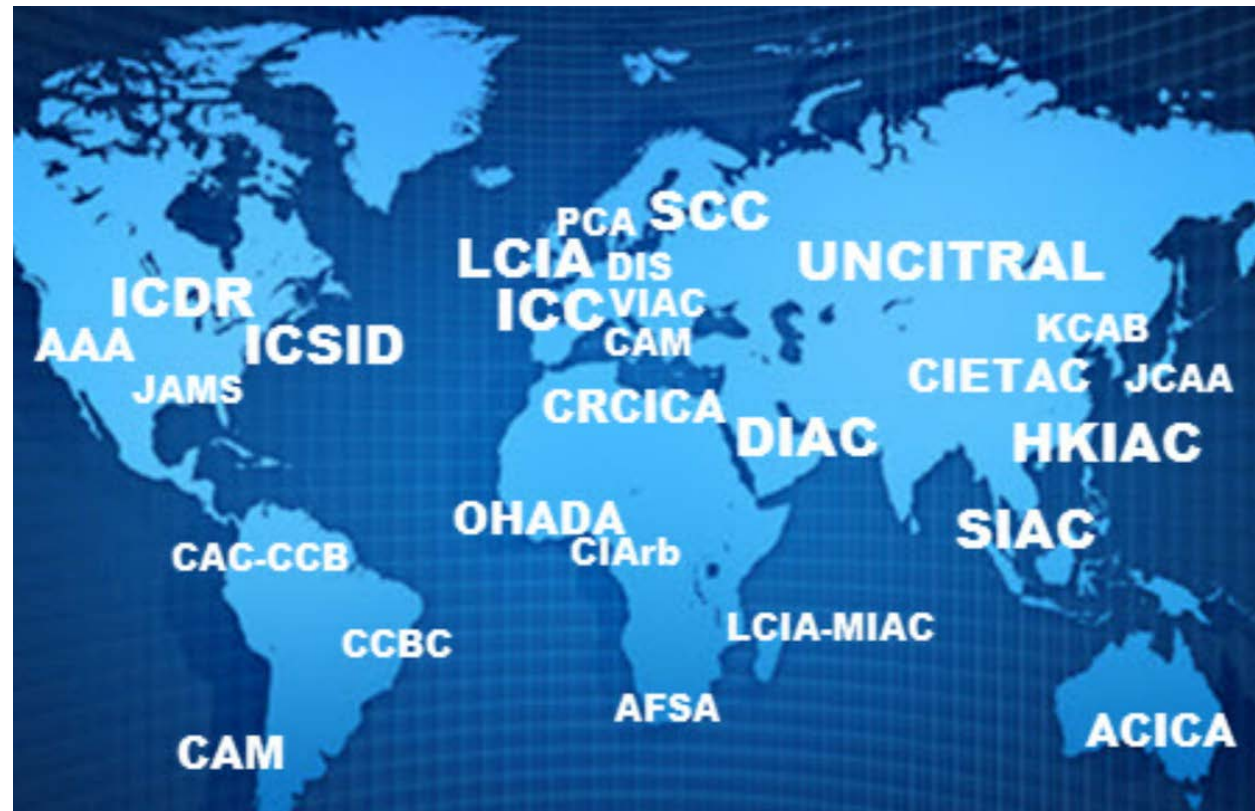 SCC
PCA
LCIA
DIS
UNCITRAL
ICDR
ICC
VIAC
AAA
ICSID
CAM
KCAB
JAMS
CIETAC
JCAA
CRCICA
DIAC
HKIAC
OHADA
CIArb
SIAC
CAC-CCB
CCBC
LCIA-MIAC
AFSA
CAM
ACICA